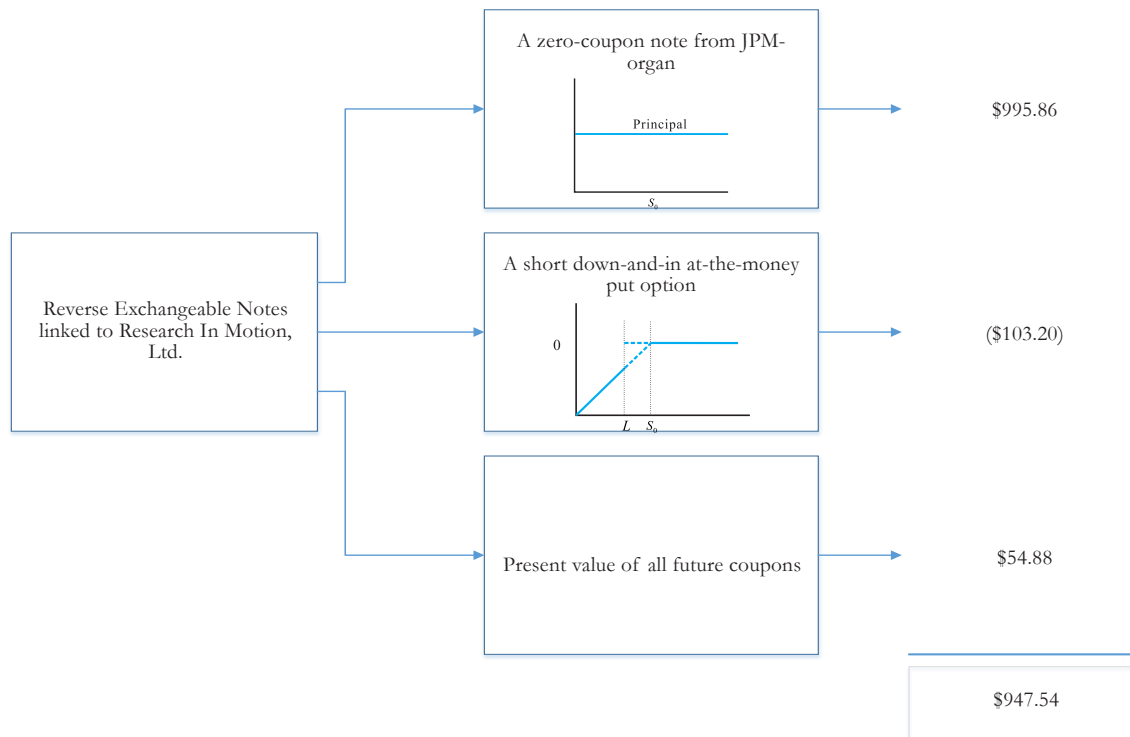 A zero-coupon note from JPM-
organ
Principal
S₀
$995.86
Reverse Exchangeable Notes
linked to Research In Motion,
Ltd.
A short down-and-in at-the-money
put option
0
L S₀
($103.20)
Present value of all future coupons
$54.88
$947.54